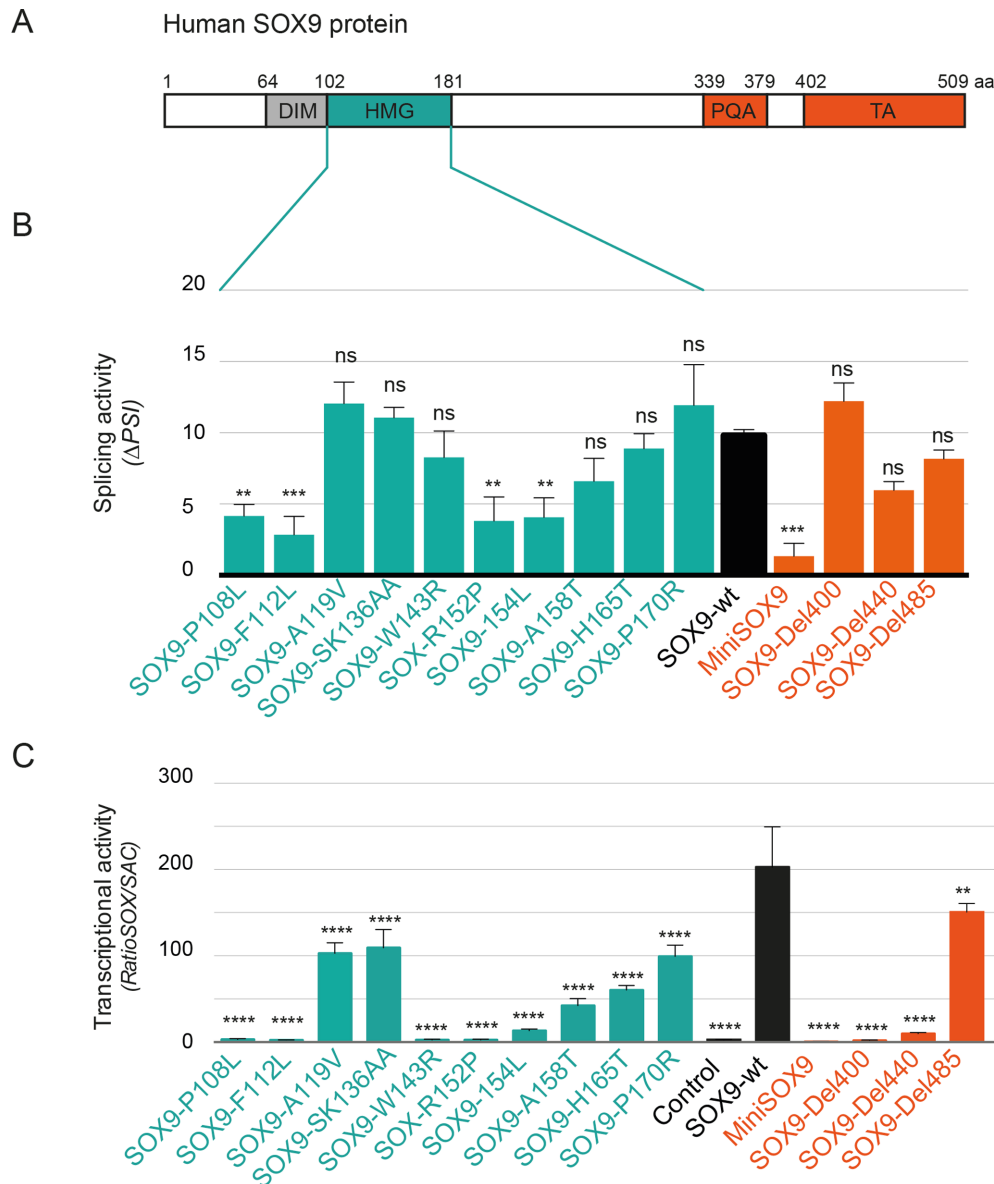 A
Human SOX9 protein
1 64 102 181 339 379 402 509 aa
DIM HMG PQA TA
B
Splicing activity
(ΔPSI)
20
15
10
5
0
** *** ns ns ns ** ** ns ns ns *** ns ns ns
SOX9-P108L
SOX9-F112L
SOX9-A119V
SOX9-SK136AA
SOX9-W143R
SOX-R152P
SOX9-154L
SOX9-A158T
SOX9-H165T
SOX9-P170R
SOX9-wt
MiniSOX9
SOX9-Del400
SOX9-Del440
SOX9-Del485
C
Transcriptional activity
(RatioSOX/SAC)
300
200
100
0
**** **** **** **** **** **** **** **** **** **** **** **** **** **** **
SOX9-P108L
SOX9-F112L
SOX9-A119V
SOX9-SK136AA
SOX9-W143R
SOX-R152P
SOX9-154L
SOX9-A158T
SOX9-H165T
SOX9-P170R
Control
SOX9-wt
MiniSOX9
SOX9-Del400
SOX9-Del440
SOX9-Del485